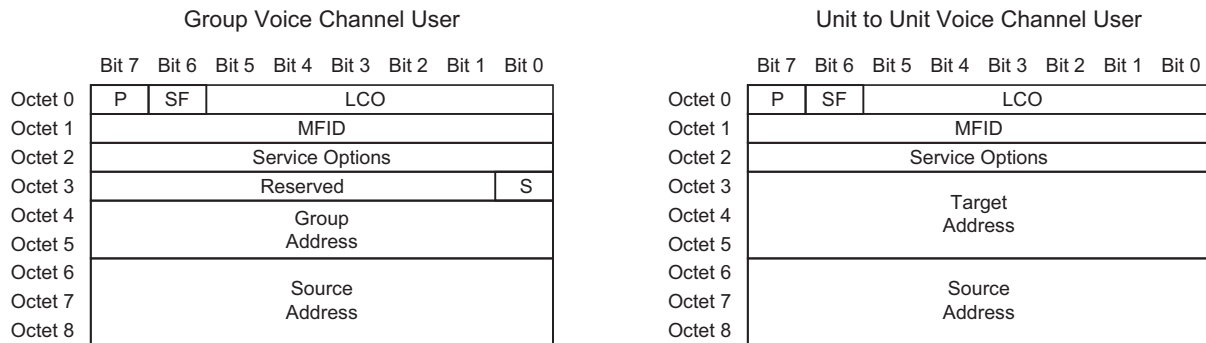 Group Voice Channel User
Bit 7 Bit 6 Bit 5 Bit 4 Bit 3 Bit 2 Bit 1 Bit 0
Octet 0 P SF LCO
Octet 1 MFID
Octet 2 Service Options
Octet 3 Reserved S
Octet 4 Group
Octet 5 Address
Octet 6
Octet 7 Source
Octet 8 Address
Unit to Unit Voice Channel User
Bit 7 Bit 6 Bit 5 Bit 4 Bit 3 Bit 2 Bit 1 Bit 0
Octet 0 P SF LCO
Octet 1 MFID
Octet 2 Service Options
Octet 3
Octet 4 Target
Octet 5 Address
Octet 6
Octet 7 Source
Octet 8 Address